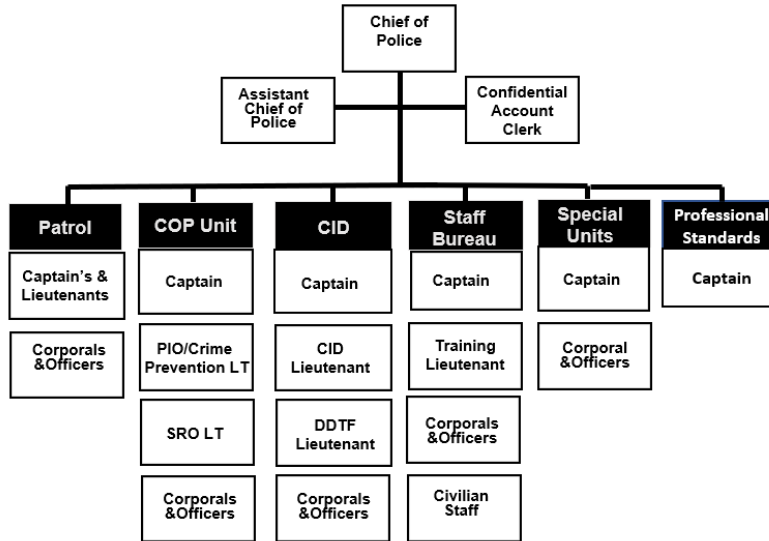 Chief of
Police
Assistant
Chief of
Police
Confidential
Account
Clerk
Patrol
COP Unit
CID
Staff
Bureau
Special
Units
Professional
Standards
Captain's &
Lieutenants
Captain
Captain
Captain
Captain
Captain
Corporals
&Officers
PIO/Crime
Prevention LT
CID
Lieutenant
Training
Lieutenant
Corporal
&Officers
SRO LT
DDTF
Lieutenant
Corporals
&Officers
Corporals
&Officers
Corporals
&Officers
Civilian
Staff